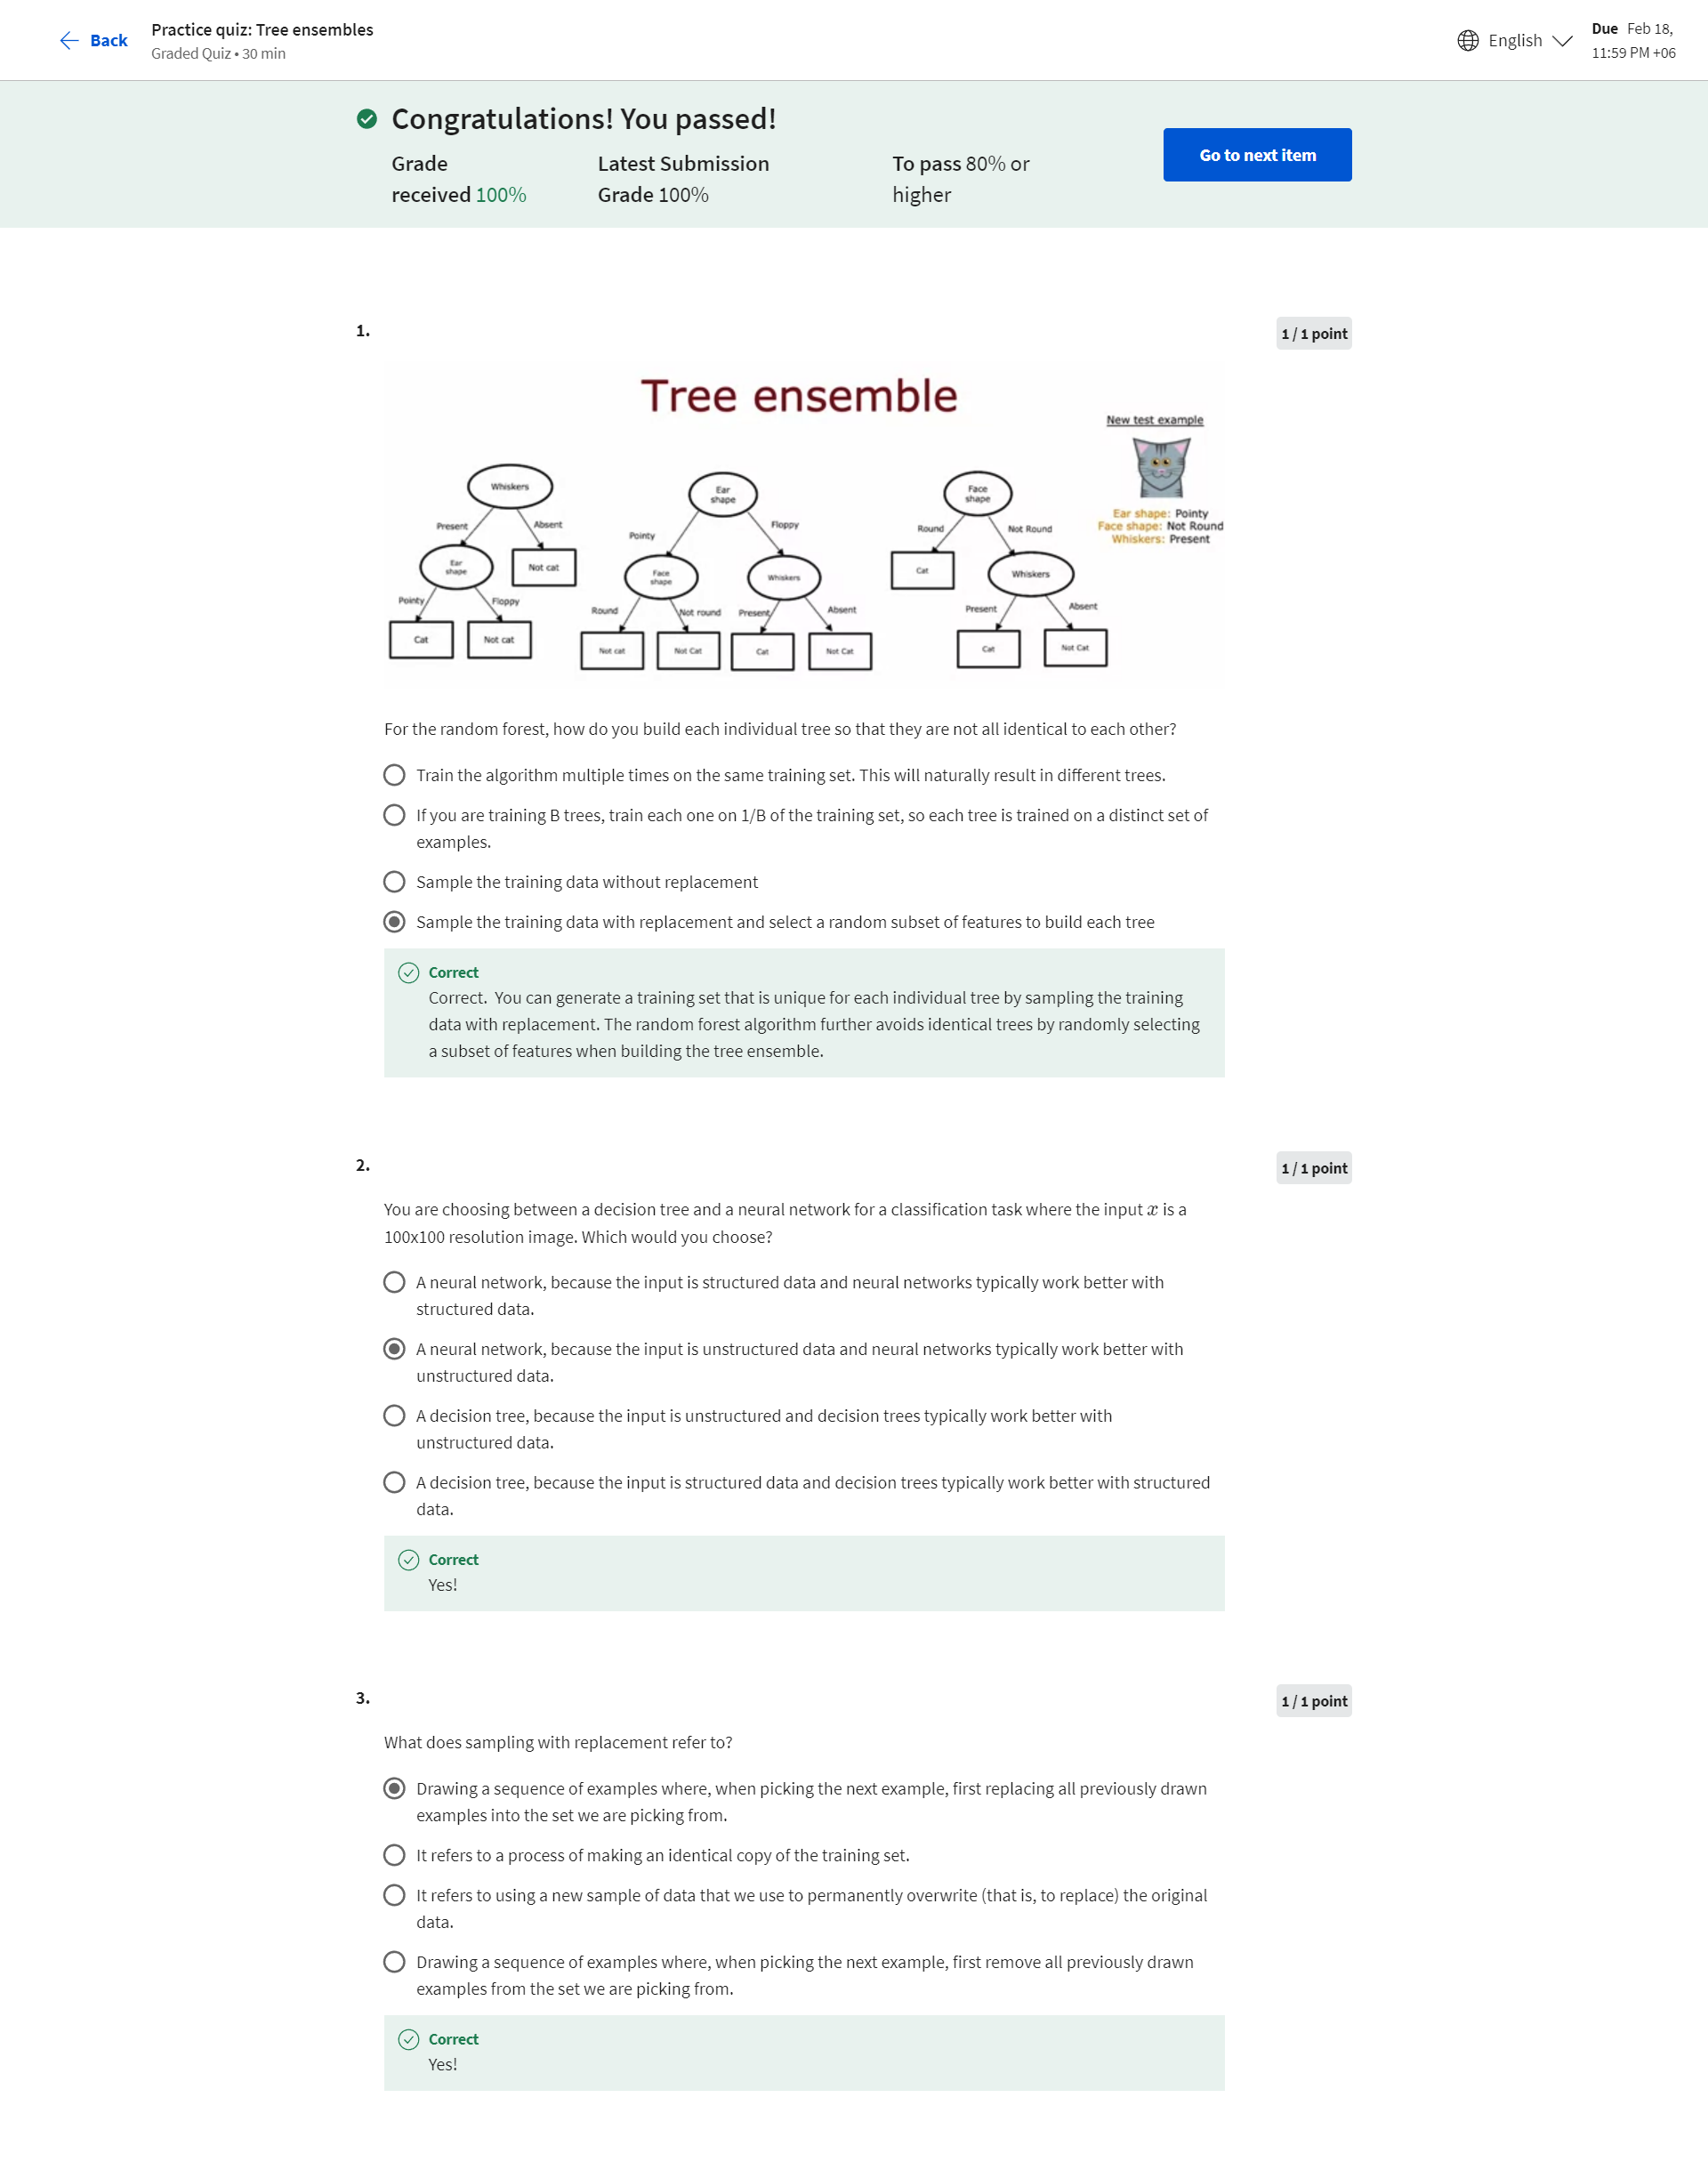 Back
Practice quiz: Tree ensembles
Graded Quiz • 30 min
English
Due Feb 18,
11:59 PM +06
Congratulations! You passed!
Grade
received 100%
Latest Submission
Grade 100%
To pass 80% or
higher
Go to next item
1.
1 / 1 point
Tree ensemble
New test example
Ear shape: Pointy
Face shape: Not Round
Whiskers: Present
Whiskers
Present
Absent
Ear
shape
Not cat
Pointy
Floppy
Cat
Not cat
Ear
shape
Pointy
Floppy
Face
shape
Whiskers
Round
Not round
Present
Absent
Not cat
Not Cat
Cat
Not Cat
Face
shape
Round
Not Round
Cat
Whiskers
Present
Absent
Cat
Not Cat
For the random forest, how do you build each individual tree so that they are not all identical to each other?
Train the algorithm multiple times on the same training set. This will naturally result in different trees.
If you are training B trees, train each one on 1/B of the training set, so each tree is trained on a distinct set of
examples.
Sample the training data without replacement
Sample the training data with replacement and select a random subset of features to build each tree
Correct
Correct. You can generate a training set that is unique for each individual tree by sampling the training
data with replacement. The random forest algorithm further avoids identical trees by randomly selecting
a subset of features when building the tree ensemble.
2.
1 / 1 point
You are choosing between a decision tree and a neural network for a classification task where the input x is a
100x100 resolution image. Which would you choose?
A neural network, because the input is structured data and neural networks typically work better with
structured data.
A neural network, because the input is unstructured data and neural networks typically work better with
unstructured data.
A decision tree, because the input is unstructured and decision trees typically work better with
unstructured data.
A decision tree, because the input is structured data and decision trees typically work better with structured
data.
Correct
Yes!
3.
1 / 1 point
What does sampling with replacement refer to?
Drawing a sequence of examples where, when picking the next example, first replacing all previously drawn
examples into the set we are picking from.
It refers to a process of making an identical copy of the training set.
It refers to using a new sample of data that we use to permanently overwrite (that is, to replace) the original
data.
Drawing a sequence of examples where, when picking the next example, first remove all previously drawn
examples from the set we are picking from.
Correct
Yes!